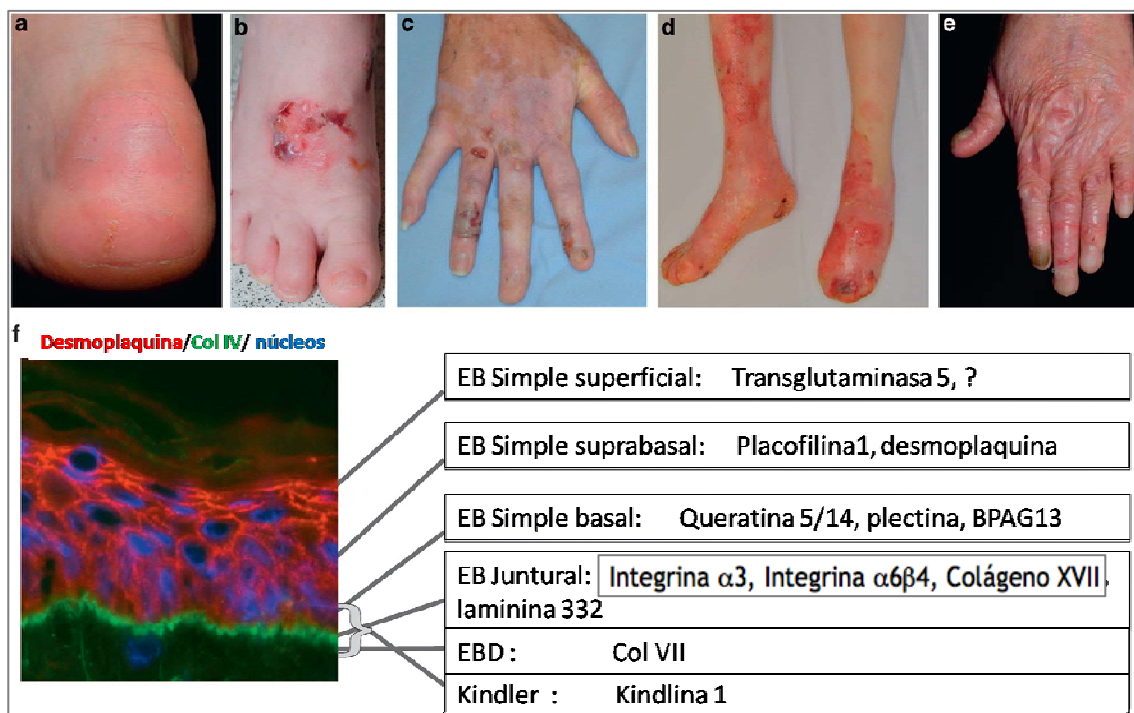 a
b
c
d
e
f
Desmoplaquina/Col IV/ núcleos
EB Simple superficial: Transglutaminasa 5, ?
EB Simple suprabasal: Placofilina1, desmoplaquina
EB Simple basal: Queratina 5/14, plectina, BPAG13
EB Juntural: Integrina α3, Integrina α6β4, Colágeno XVII,
laminina 332
EBD : Col VII
Kindler : Kindlina 1